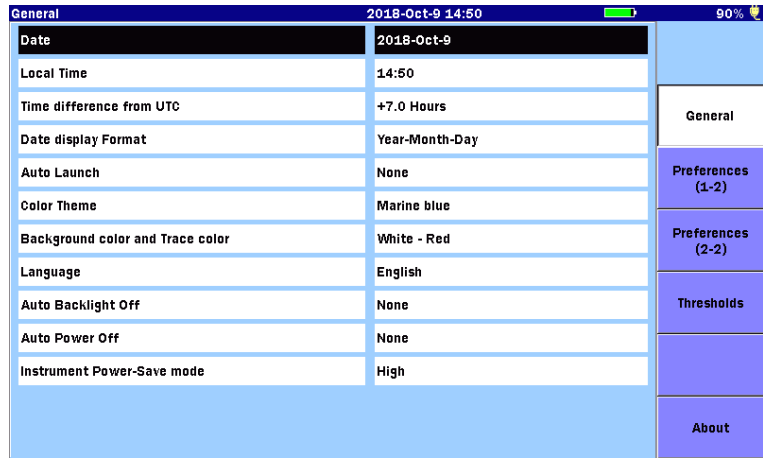 General 2018-Oct-9 14:50 90%
Date 2018-Oct-9
Local Time 14:50
Time difference from UTC +7.0 Hours
Date display Format Year-Month-Day
Auto Launch None
Color Theme Marine blue
Background color and Trace color White - Red
Language English
Auto Backlight Off None
Auto Power Off None
Instrument Power-Save mode High
General
Preferences
(1-2)
Preferences
(2-2)
Thresholds
About